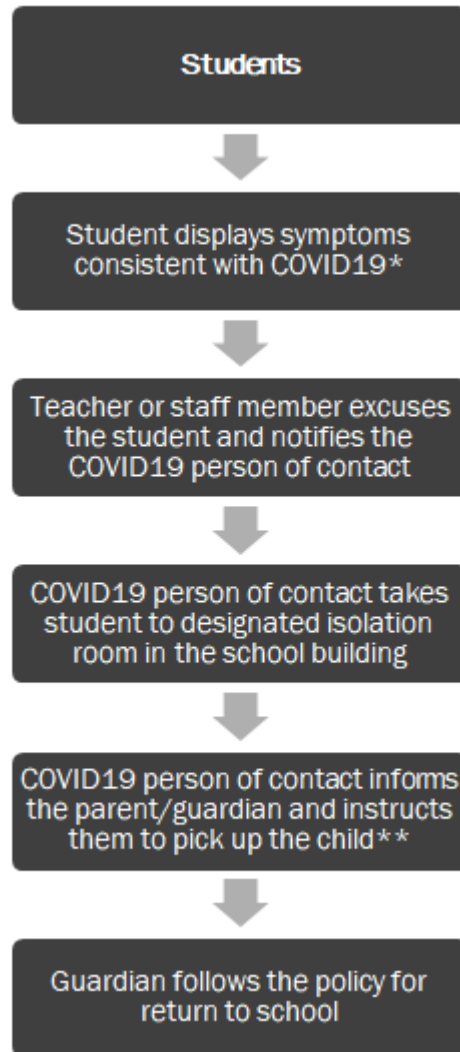 Students
Student displays symptoms
consistent with COVID19*
Teacher or staff member excuses
the student and notifies the
COVID19 person of contact
COVID19 person of contact takes
student to designated isolation
room in the school building
COVID19 person of contact informs
the parent/guardian and instructs
them to pick up the child**
Guardian follows the policy for
return to school